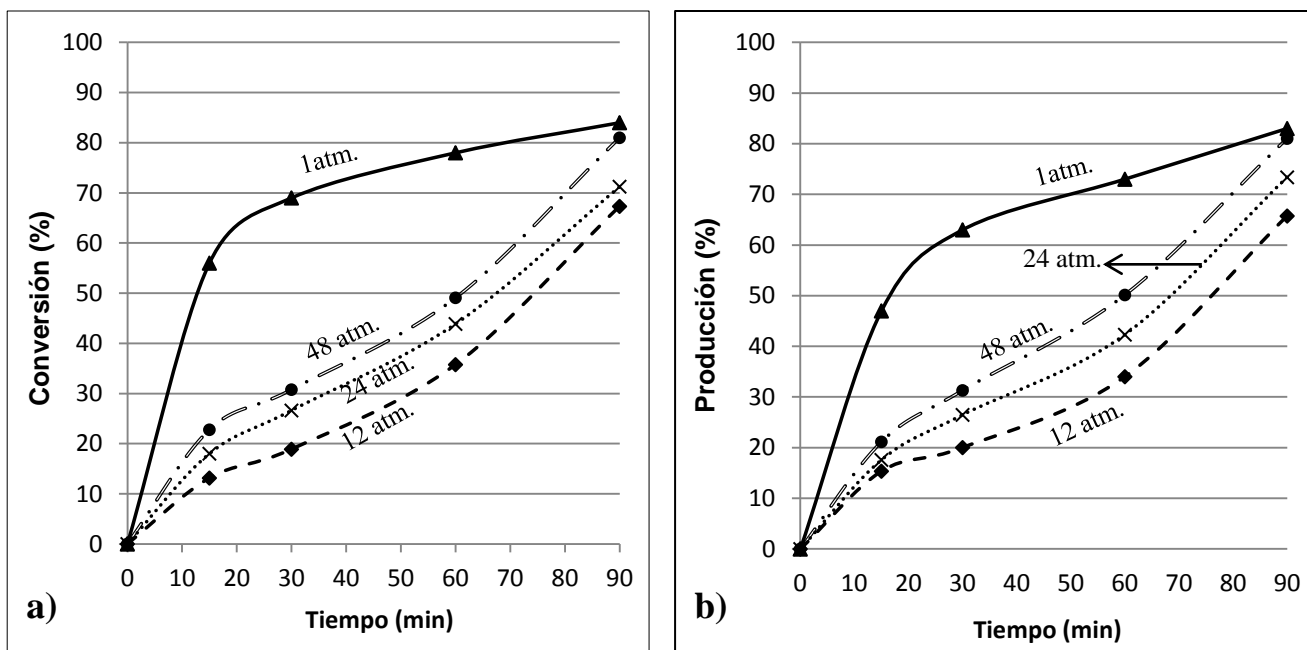 100
90
80
70
60
50
40
30
20
10
0
Conversión (%)
1atm.
48 atm.
24 atm.
12 atm.
0 10 20 30 40 50 60 70 80 90
Tiempo (min)
a)
100
90
80
70
60
50
40
30
20
10
0
Producción (%)
1atm.
24 atm.
48 atm.
12 atm.
0 10 20 30 40 50 60 70 80 90
Tiempo (min)
b)